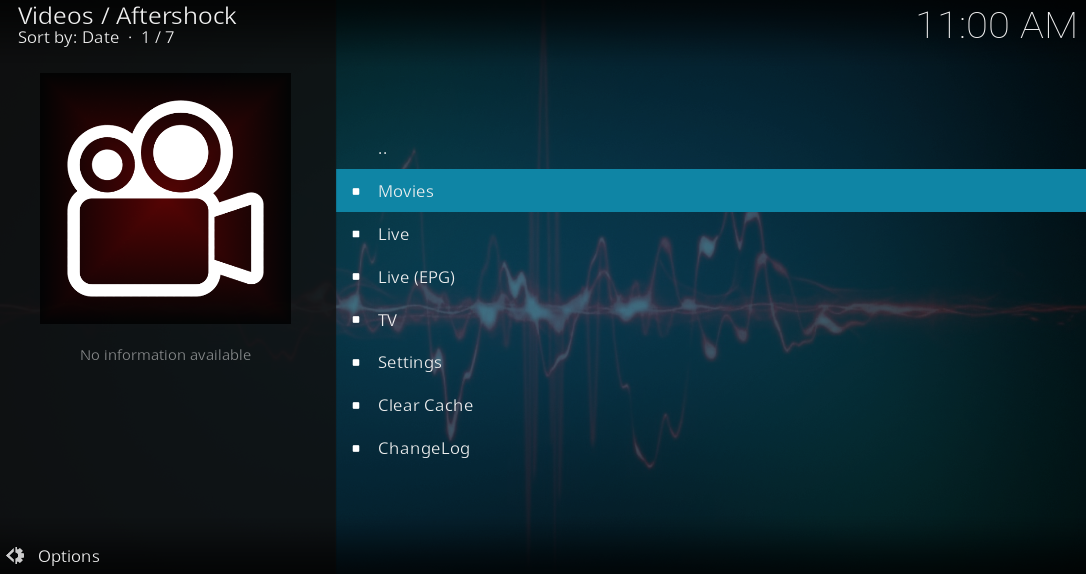 Videos / Aftershock
Sort by: Date · 1 / 7
11:00 AM
No information available
..
Movies
Live
Live (EPG)
TV
Settings
Clear Cache
ChangeLog
Options